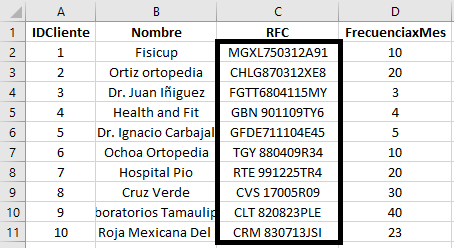 A B C D
1 IDCliente Nombre RFC FrecuenciaxMes
2 1 Fisicup MGXL750312A91 10
3 2 Ortiz ortopedia CHLG870312XE8 20
4 3 Dr. Juan Iñiguez FGTT6804115MY 3
5 4 Health and Fit GBN 901109TY6 4
6 5 Dr. Ignacio Carbajal GFDE711104E45 5
7 6 Ochoa Ortopedia TGY 880409R34 10
8 7 Hospital Pio RTE 991225TR4 20
9 8 Cruz Verde CVS 17005R09 30
10 9 boratorios Tamaulip CLT 820823PLE 40
11 10 Roja Mexicana Del CRM 830713JSI 23